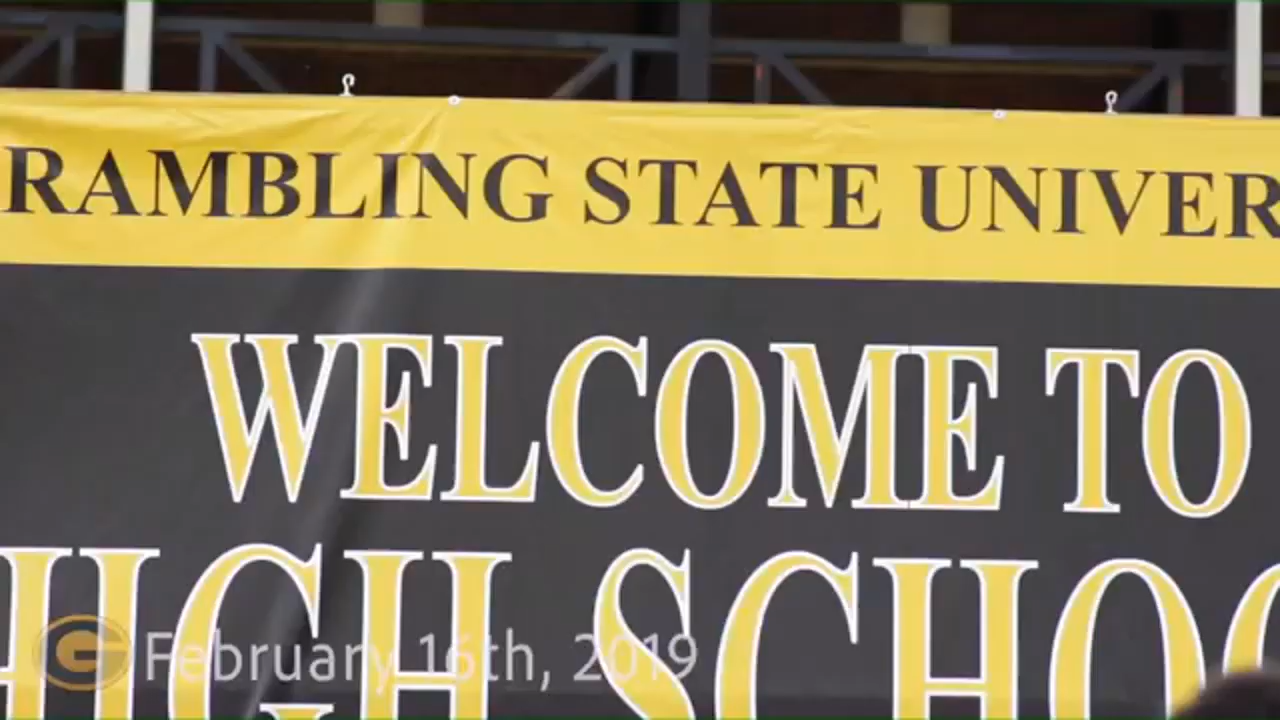 RAMBLING STATE UNIVER
WELCOME TO
HIGH SCHOO
G February 16th, 2019